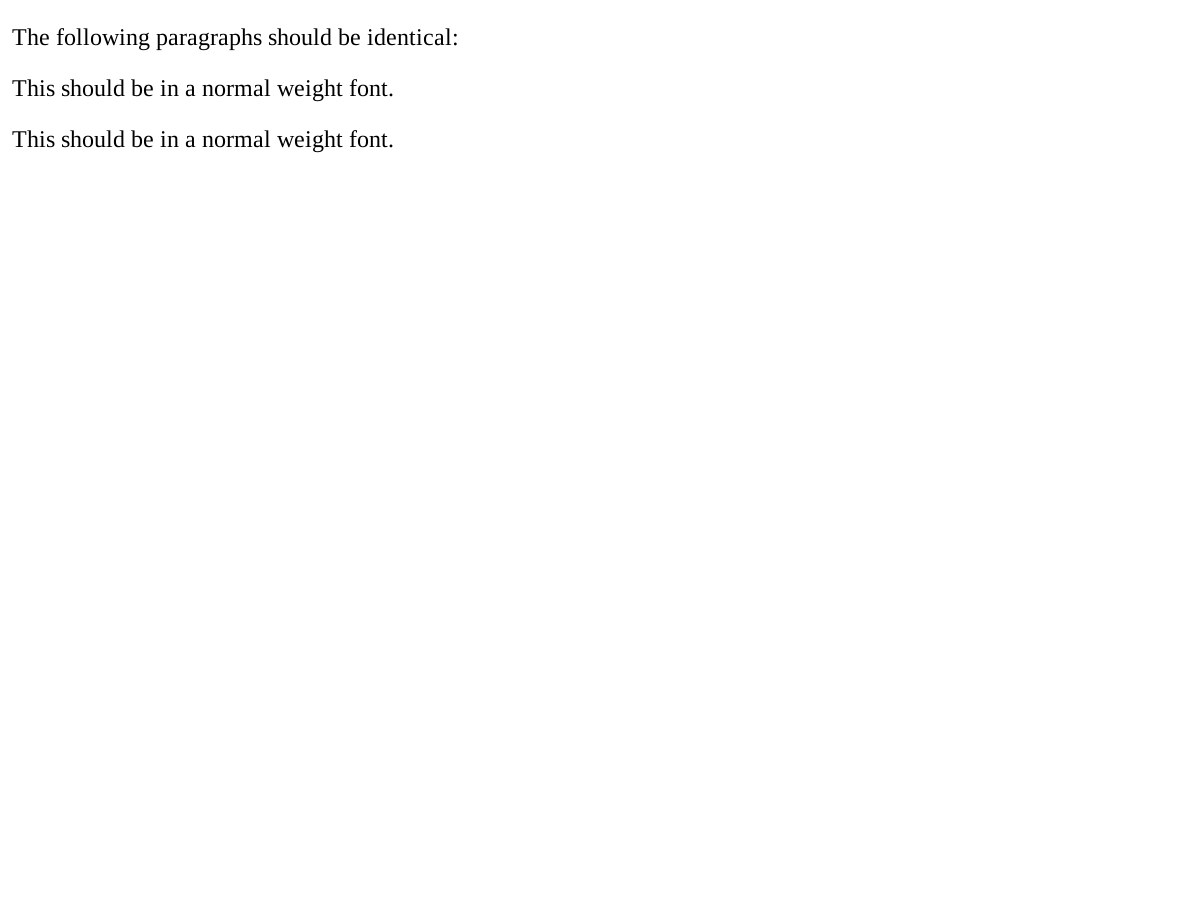 The following paragraphs should be identical:
This should be in a normal weight font.
This should be in a normal weight font.